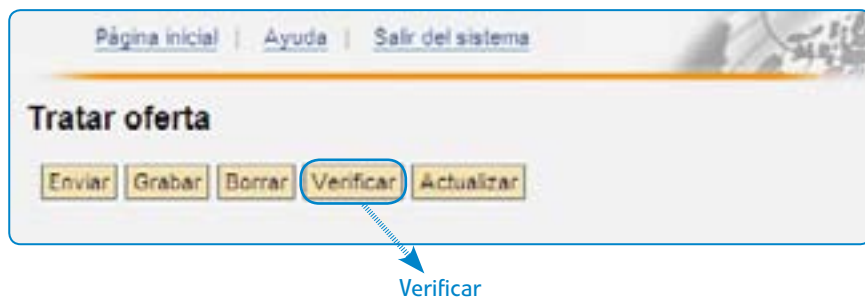 Página inicial | Ayuda | Salir del sistema
Tratar oferta
Enviar Grabar Borrar Verificar Actualizar
Verificar